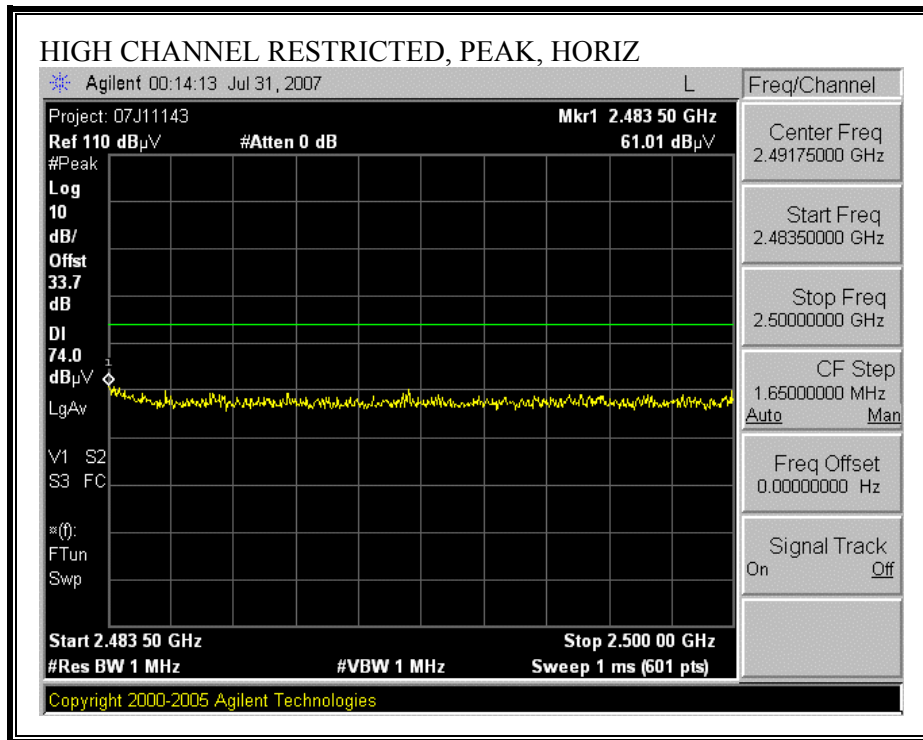 HIGH CHANNEL RESTRICTED, PEAK, HORIZ
Agilent 00:14:13 Jul 31, 2007 L
Freq/Channel
Project: 07J11143 Mkr1 2.483 50 GHz
Ref 110 dBµV #Atten 0 dB 61.01 dBµV
#Peak
Log
10
dB/
Offst
33.7
dB
DI
74.0
dBµV
LgAv
V1 S2
S3 FC
¤(f):
FTun
Swp
1
Start 2.483 50 GHz Stop 2.500 00 GHz
#Res BW 1 MHz #VBW 1 MHz Sweep 1 ms (601 pts)
Center Freq
2.49175000 GHz
Start Freq
2.48350000 GHz
Stop Freq
2.50000000 GHz
CF Step
1.65000000 MHz
Auto Man
Freq Offset
0.00000000 Hz
Signal Track
On Off
Copyright 2000-2005 Agilent Technologies